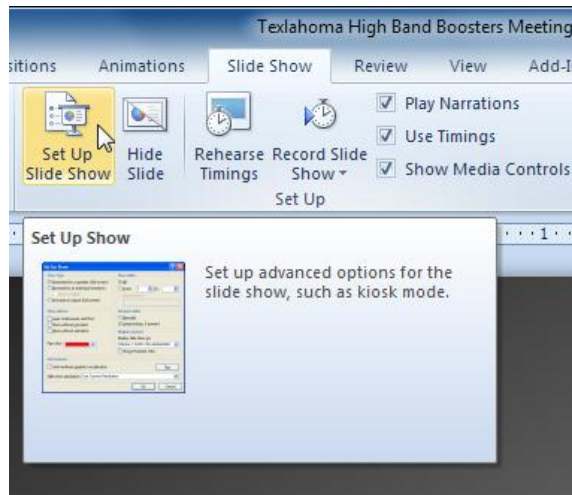 Texlahoma High Band Boosters Meeting
sitions Animations Slide Show Review View Add-I
Set Up Slide Show
Hide Slide
Rehearse Timings
Record Slide Show
Play Narrations
Use Timings
Show Media Controls
Set Up
1
Set Up Show
Set up advanced options for the
slide show, such as kiosk mode.